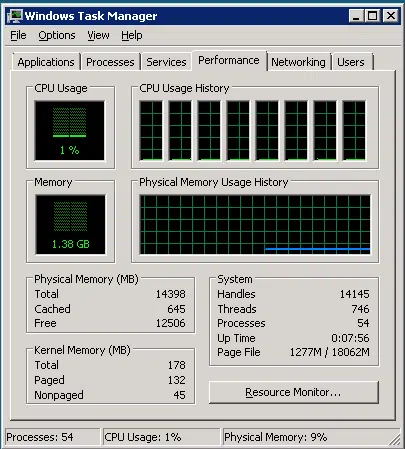 Windows Task Manager
File Options View Help
Applications Processes Services Performance Networking Users
CPU Usage
1 %
CPU Usage History
Memory
1.38 GB
Physical Memory Usage History
Physical Memory (MB)
Total 14398
Cached 645
Free 12506
Kernel Memory (MB)
Total 178
Paged 132
Nonpaged 45
System
Handles 14145
Threads 746
Processes 54
Up Time 0:07:56
Page File 1277M / 18062M
Resource Monitor...
Processes: 54 CPU Usage: 1% Physical Memory: 9%